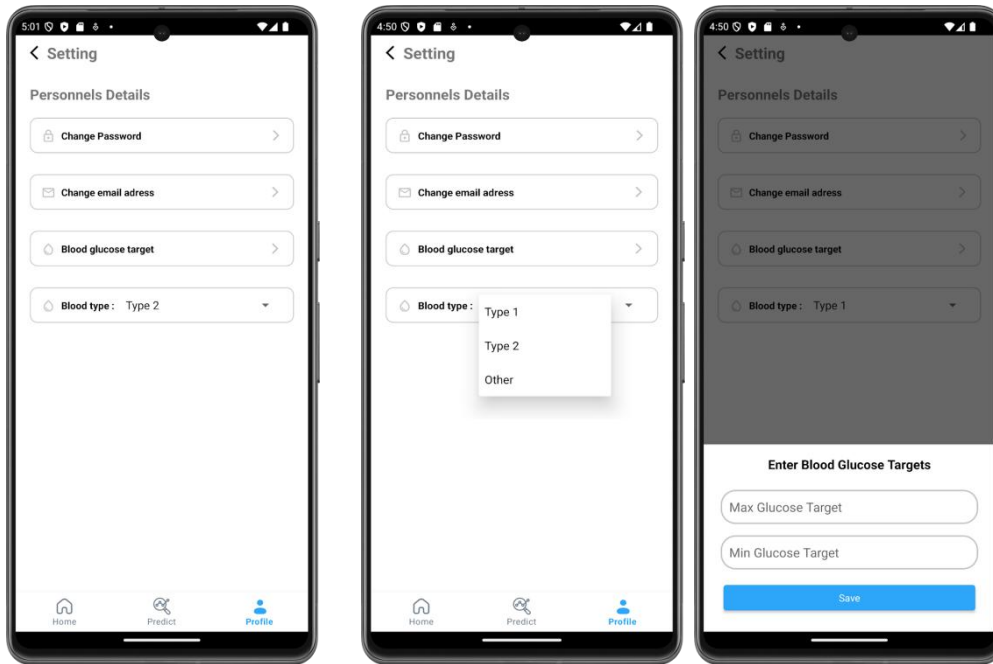 5:01
Setting
Personnels Details
Change Password
Change email adress
Blood glucose target
Blood type : Type 2
Home Predict Profile
4:50
Setting
Personnels Details
Change Password
Change email adress
Blood glucose target
Blood type :
Type 1
Type 2
Other
Home Predict Profile
4:50
Setting
Personnels Details
Change Password
Change email adress
Blood glucose target
Blood type : Type 1
Enter Blood Glucose Targets
Max Glucose Target
Min Glucose Target
Save